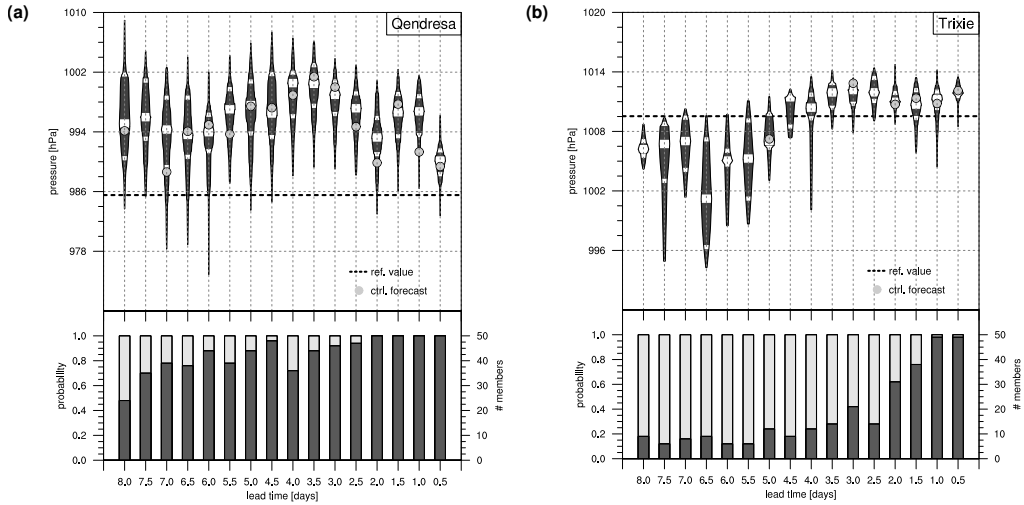 (a)
Qendresa
1010
1002
994
986
978
pressure [hPa]
ref. value
ctrl. forecast
1.0
0.8
0.6
0.4
0.2
0.0
probability
50
40
30
20
10
0
# members
8.0 7.5 7.0 6.5 6.0 5.5 5.0 4.5 4.0 3.5 3.0 2.5 2.0 1.5 1.0 0.5
lead time [days]
(b)
Trixie
1020
1014
1008
1002
996
pressure [hPa]
ref. value
ctrl. forecast
1.0
0.8
0.6
0.4
0.2
0.0
probability
50
40
30
20
10
0
# members
8.0 7.5 7.0 6.5 6.0 5.5 5.0 4.5 4.0 3.5 3.0 2.5 2.0 1.5 1.0 0.5
lead time [days]